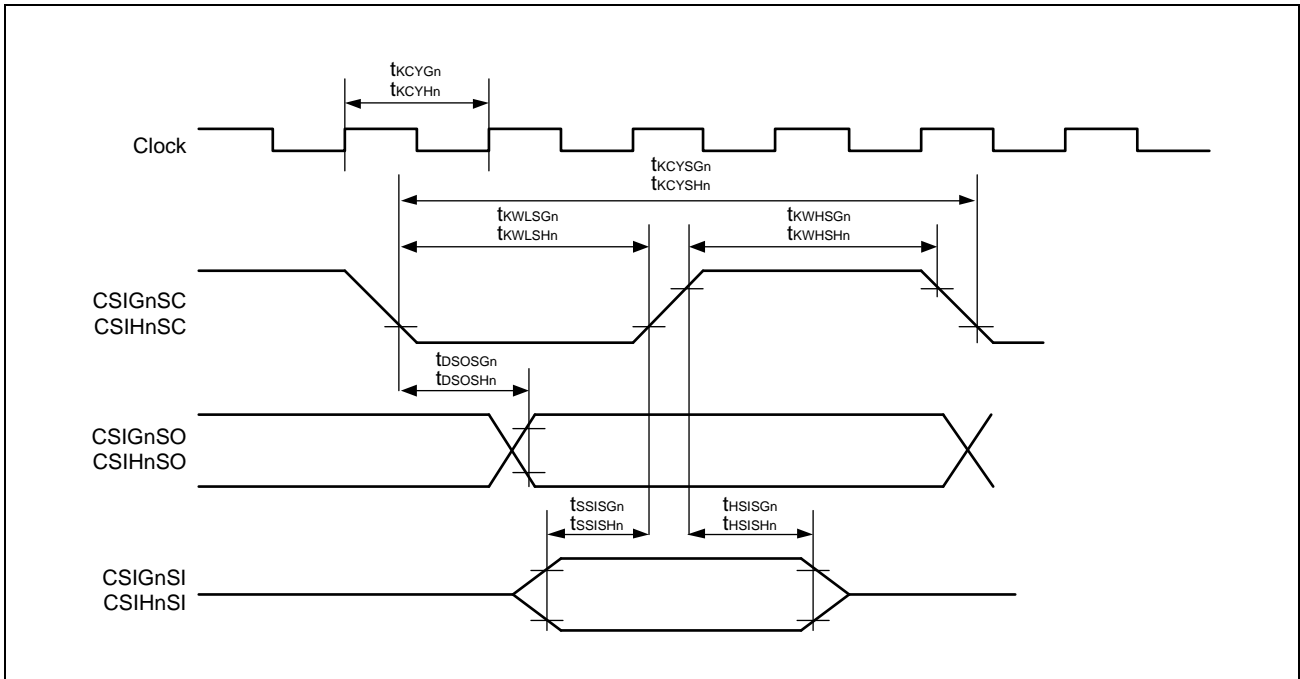 tKCYGn
tKCYHn
Clock
tKCYSGn
tKCYSHn
tKWLSGn
tKWLSHn
tKWHSGn
tKWHSHn
CSIGnSC
CSIHnSC
tDSOSGn
tDSOSHn
CSIGnSO
CSIHnSO
tSSISGn
tSSISHn
tHSISGn
tHSISHn
CSIGnSI
CSIHnSI